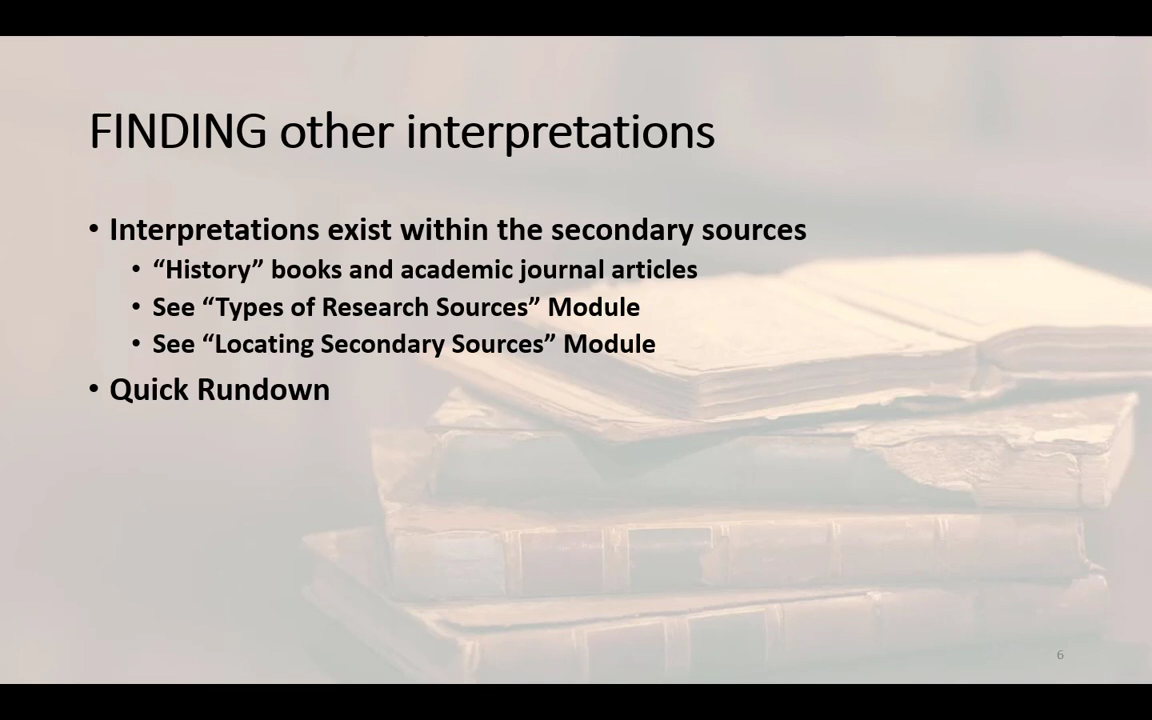 FINDING other interpretations
• Interpretations exist within the secondary sources
• “History” books and academic journal articles
• See “Types of Research Sources” Module
• See “Locating Secondary Sources” Module
• Quick Rundown
6